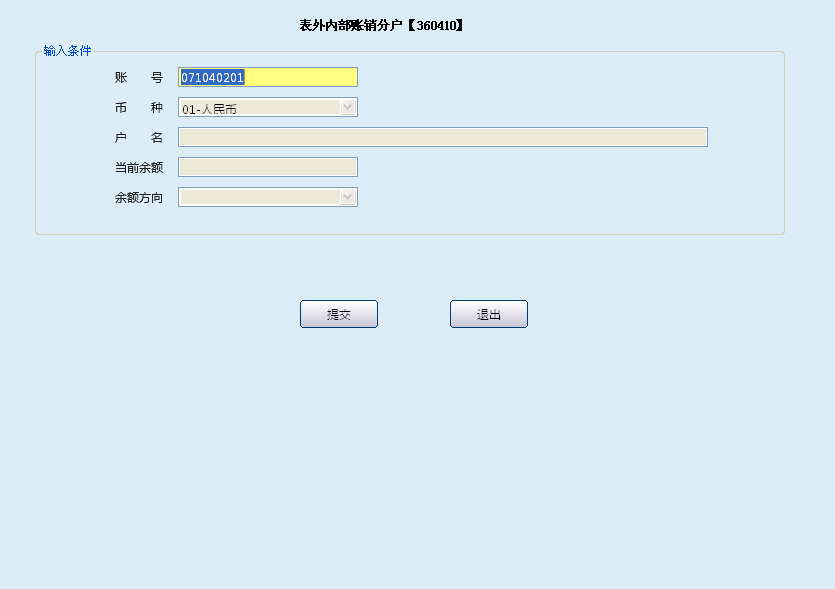 表外内部账销分户【360410】
输入条件
账 号 071040201
币 种 01-人民币
户 名
当前余额
余额方向
提交 退出